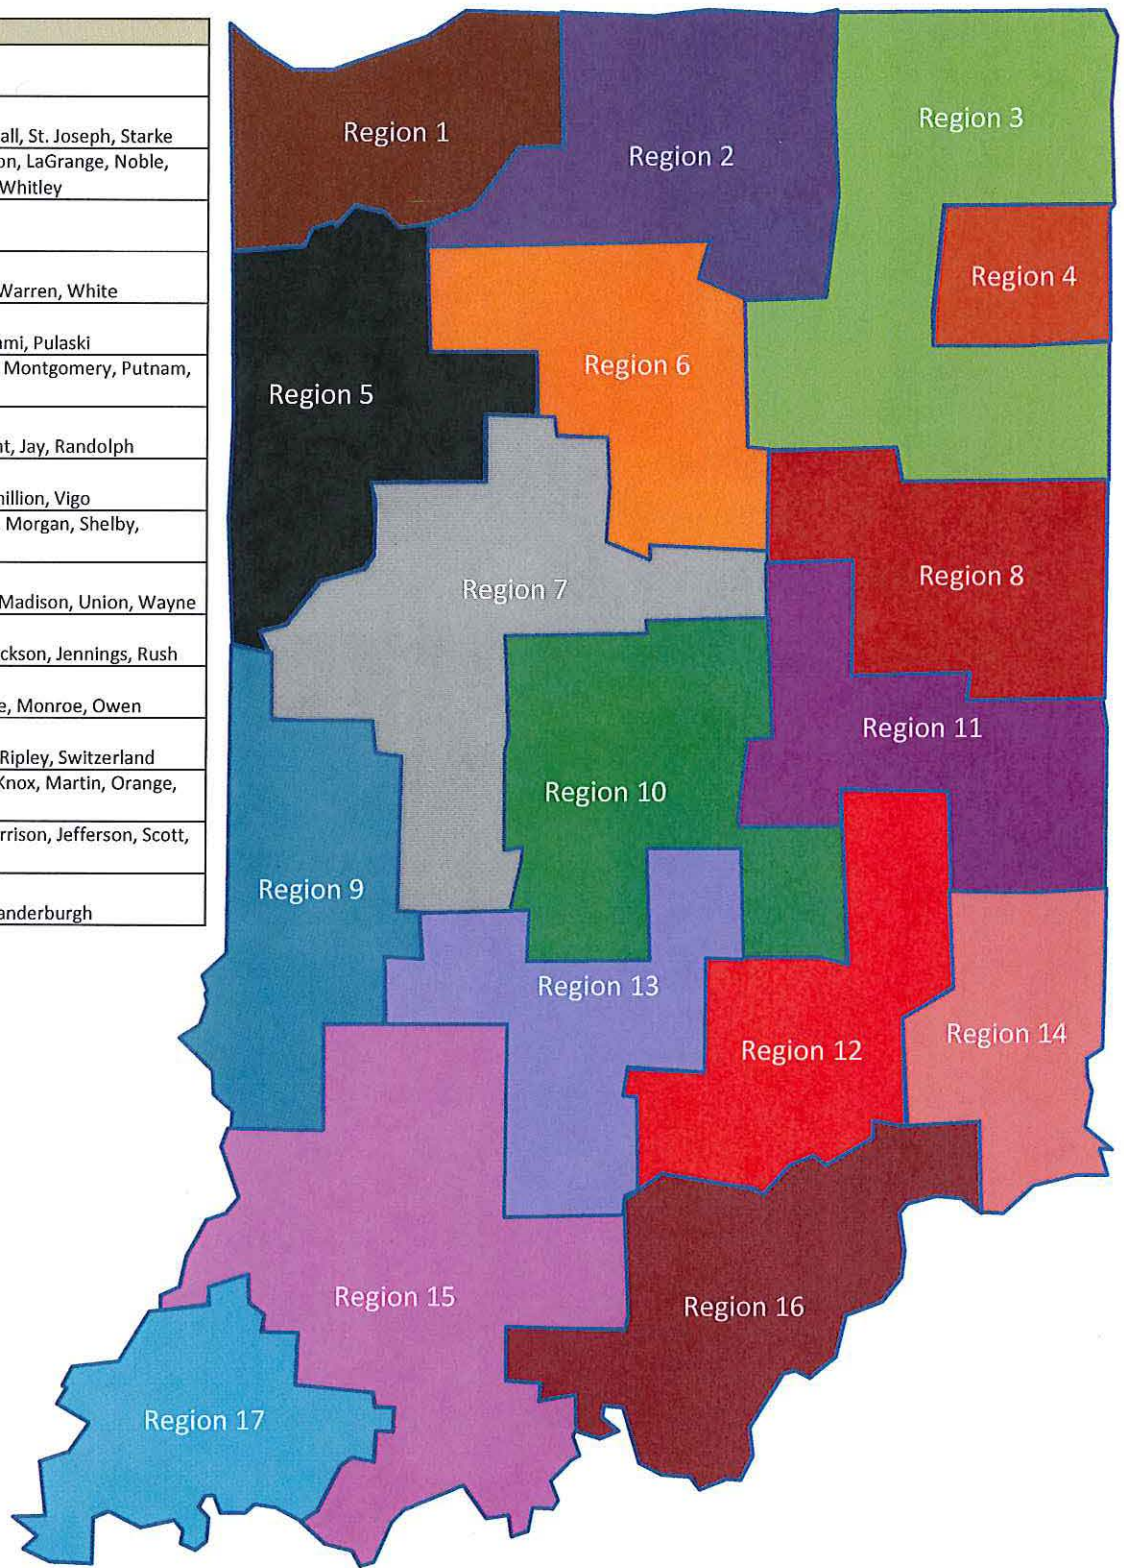 all, St. Joseph, Starke
on, LaGrange, Noble,
Whitley
Warren, White
ami, Pulaski
Montgomery, Putnam,
nt, Jay, Randolph
million, Vigo
Morgan, Shelby,
Madison, Union, Wayne
ckson, Jennings, Rush
e, Monroe, Owen
Ripley, Switzerland
Knox, Martin, Orange,
rrison, Jefferson, Scott,
anderburgh
Region 1
Region 2
Region 3
Region 4
Region 5
Region 6
Region 7
Region 8
Region 9
Region 10
Region 11
Region 12
Region 13
Region 14
Region 15
Region 16
Region 17